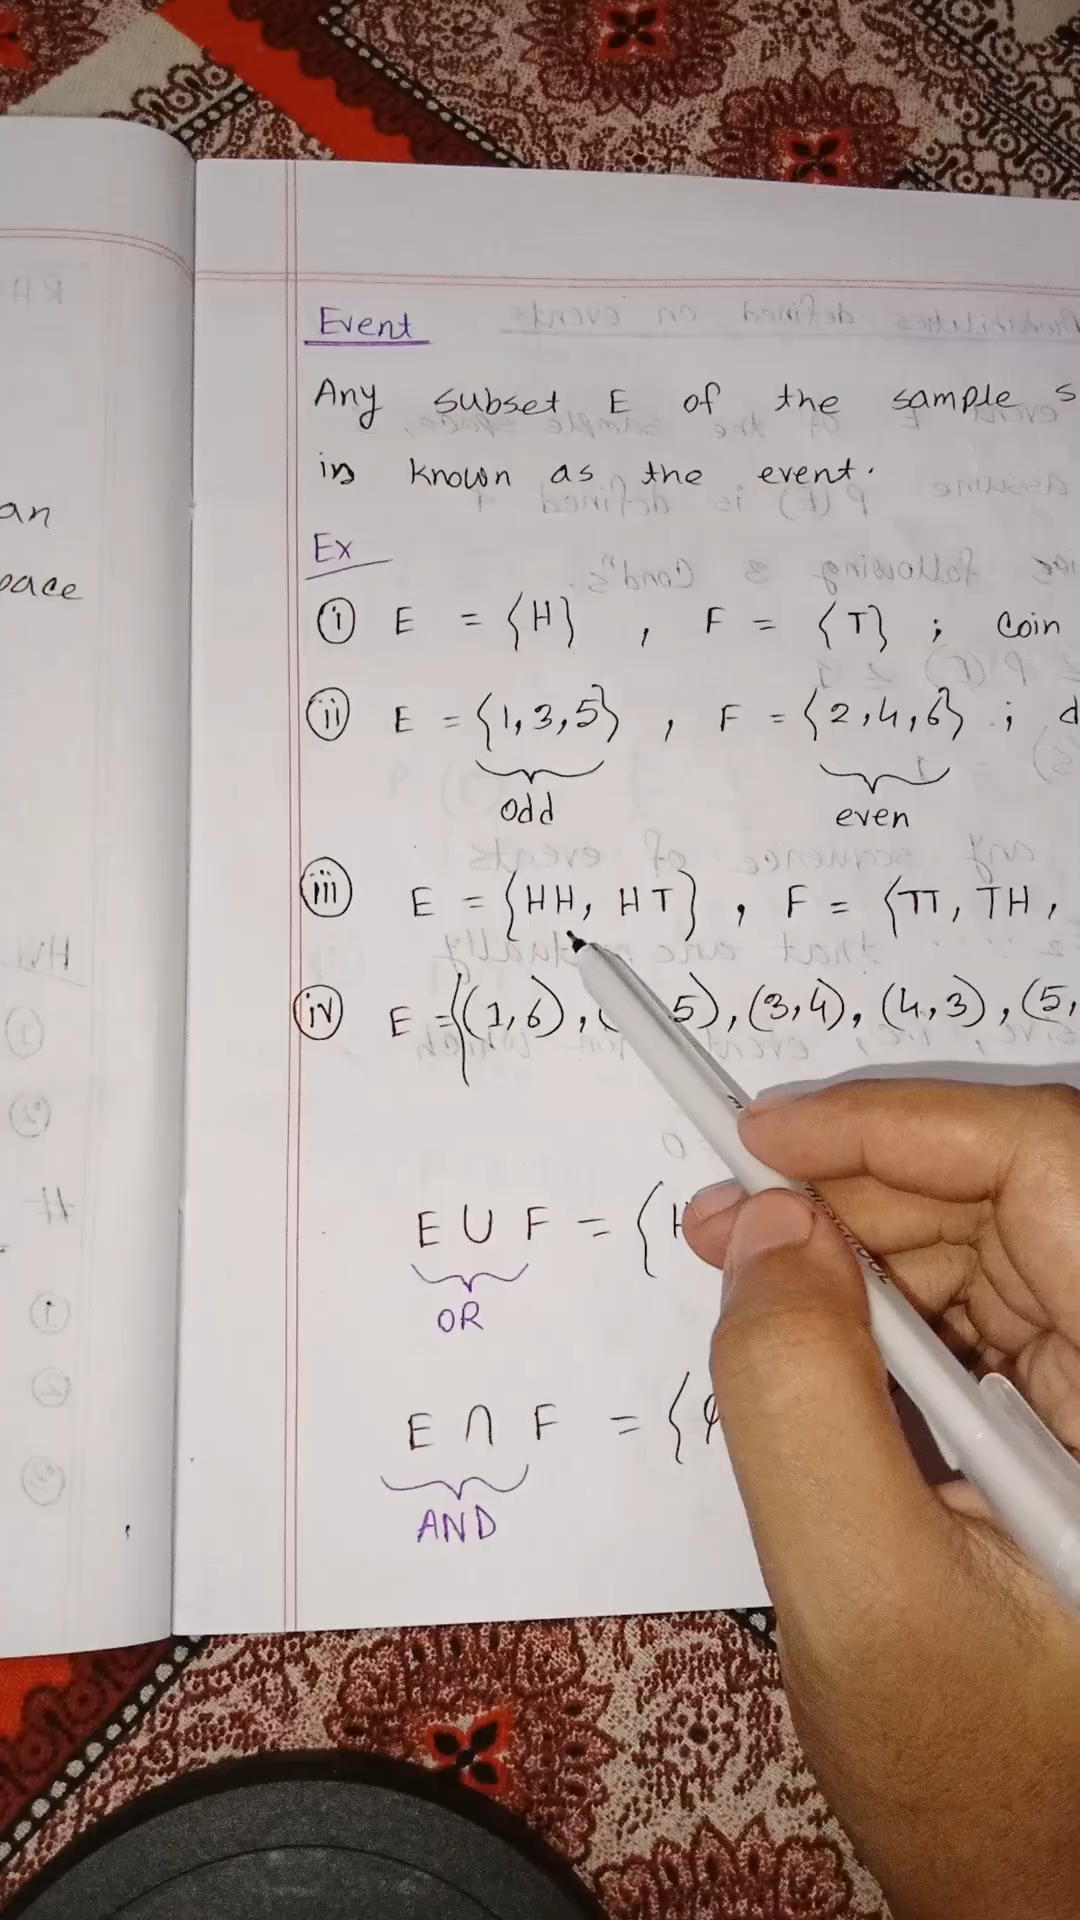 an
pace
Event
Any subset E of the sample s
is known as the event.
Ex
(i) E = {H} , F = {T} ; Coin
(ii) E = {1,3,5} , F = {2,4,6} ; d
odd even
(iii) E = {HH, HT} , F = {TT, TH,
(iv) E = {(1,6), ( 5), (3,4), (4,3), (5,
E ∪ F = {H
OR
E ∩ F = {φ
AND